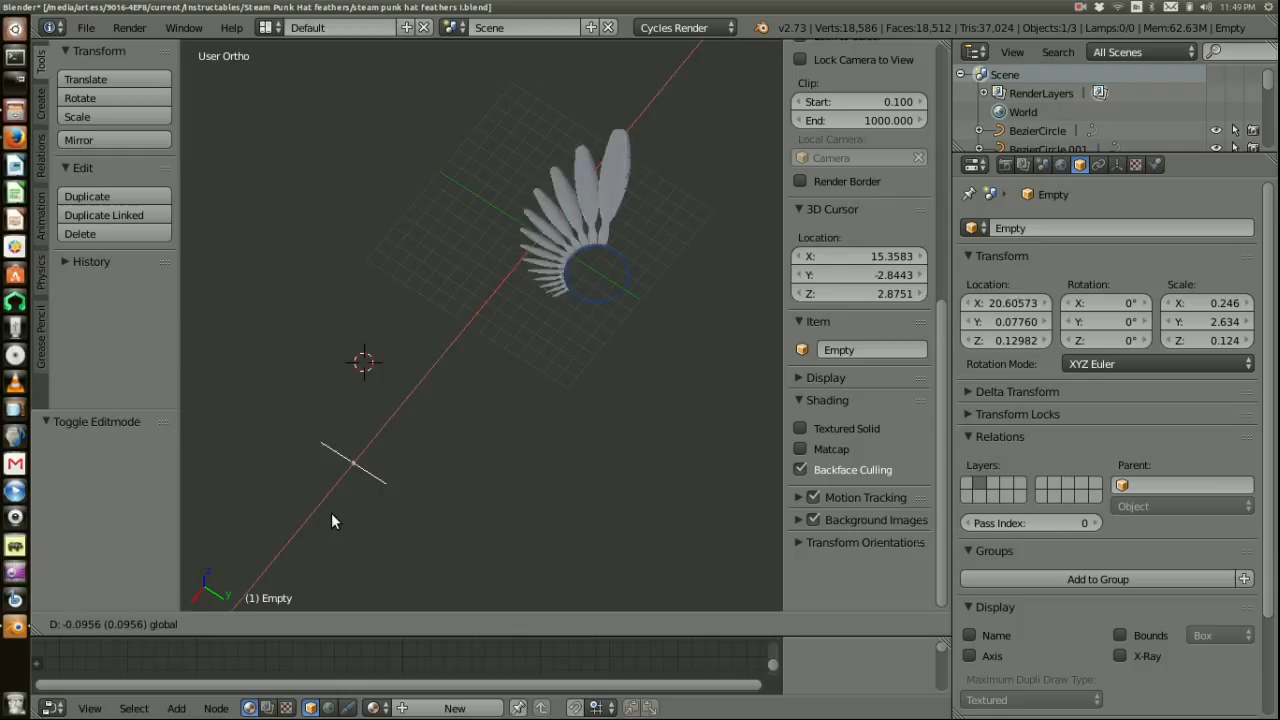 Blender* [/media/artes/9016-4EF8/current/Instructables/Steam Punk Hat feathers/steam punk hat feathers I.blend]
11:49 PM
File Render Window Help Default Scene Cycles Render v2.73 | Verts:18,586 | Faces:18,512 | Tris:37,024 | Objects:1/3 | Lamps:0/0 | Mem:62.63M | Empty
Tools
Create
Relations
Animation
Physics
Grease Pencil
Transform
Translate
Rotate
Scale
Mirror
Edit
Duplicate
Duplicate Linked
Delete
History
Toggle Editmode
User Ortho
z
y
(1) Empty
D: -0.0956 (0.0956) global
Lock Camera to View
Clip:
Start: 0.100
End: 1000.000
Local Camera:
Camera
Render Border
3D Cursor
Location:
X: 15.3583
Y: -2.8443
Z: 2.8751
Item
Empty
Display
Shading
Textured Solid
Matcap
Backface Culling
Motion Tracking
Background Images
Transform Orientations
View Search All Scenes
Scene
RenderLayers
World
BezierCircle
BezierCircle.001
Empty
Empty
Transform
Location: Rotation: Scale:
X: 20.60573 X: 0° X: 0.246
Y: 0.07760 Y: 0° Y: 2.634
Z: 0.12982 Z: 0° Z: 0.124
Rotation Mode: XYZ Euler
Delta Transform
Transform Locks
Relations
Layers: Parent:
Object
Pass Index: 0
Groups
Add to Group
Display
Name Bounds Box
Axis X-Ray
Maximum Dupli Draw Type:
Textured
View Select Add Node New